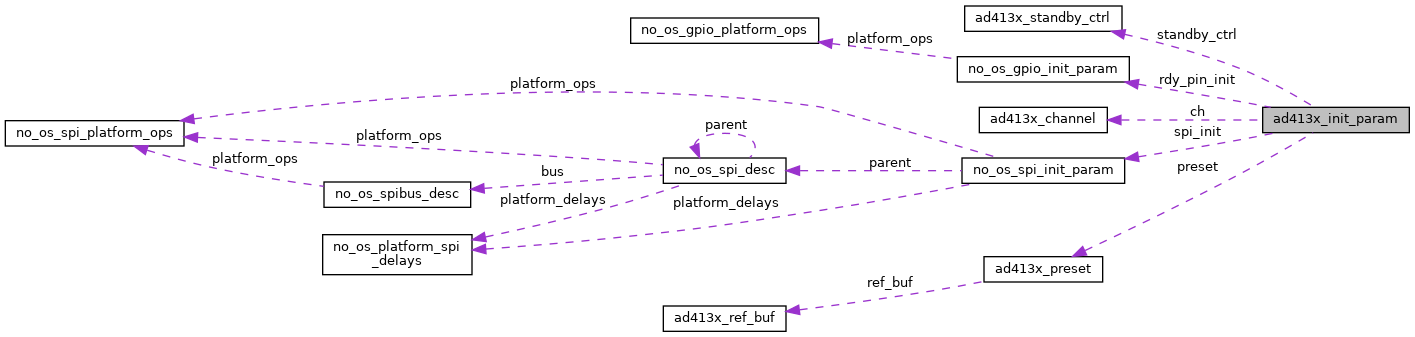 ad413x_standby_ctrl
no_os_gpio_platform_ops
standby_ctrl
platform_ops
no_os_gpio_init_param
rdy_pin_init
platform_ops
ch
ad413x_channel
ad413x_init_param
no_os_spi_platform_ops
parent
spi_init
platform_ops
platform_ops
parent
no_os_spi_desc
no_os_spi_init_param
preset
bus
no_os_spibus_desc
platform_delays
platform_delays
no_os_platform_spi
_delays
ad413x_preset
ref_buf
ad413x_ref_buf